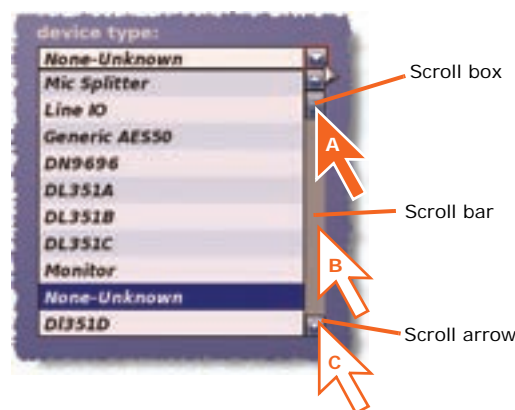 device type:
None-Unknown
Mic Splitter
Line IO
Generic AES50
DN9696
DL351A
DL351B
DL351C
Monitor
None-Unknown
Dl351D
Scroll box
A
Scroll bar
B
Scroll arrow
C